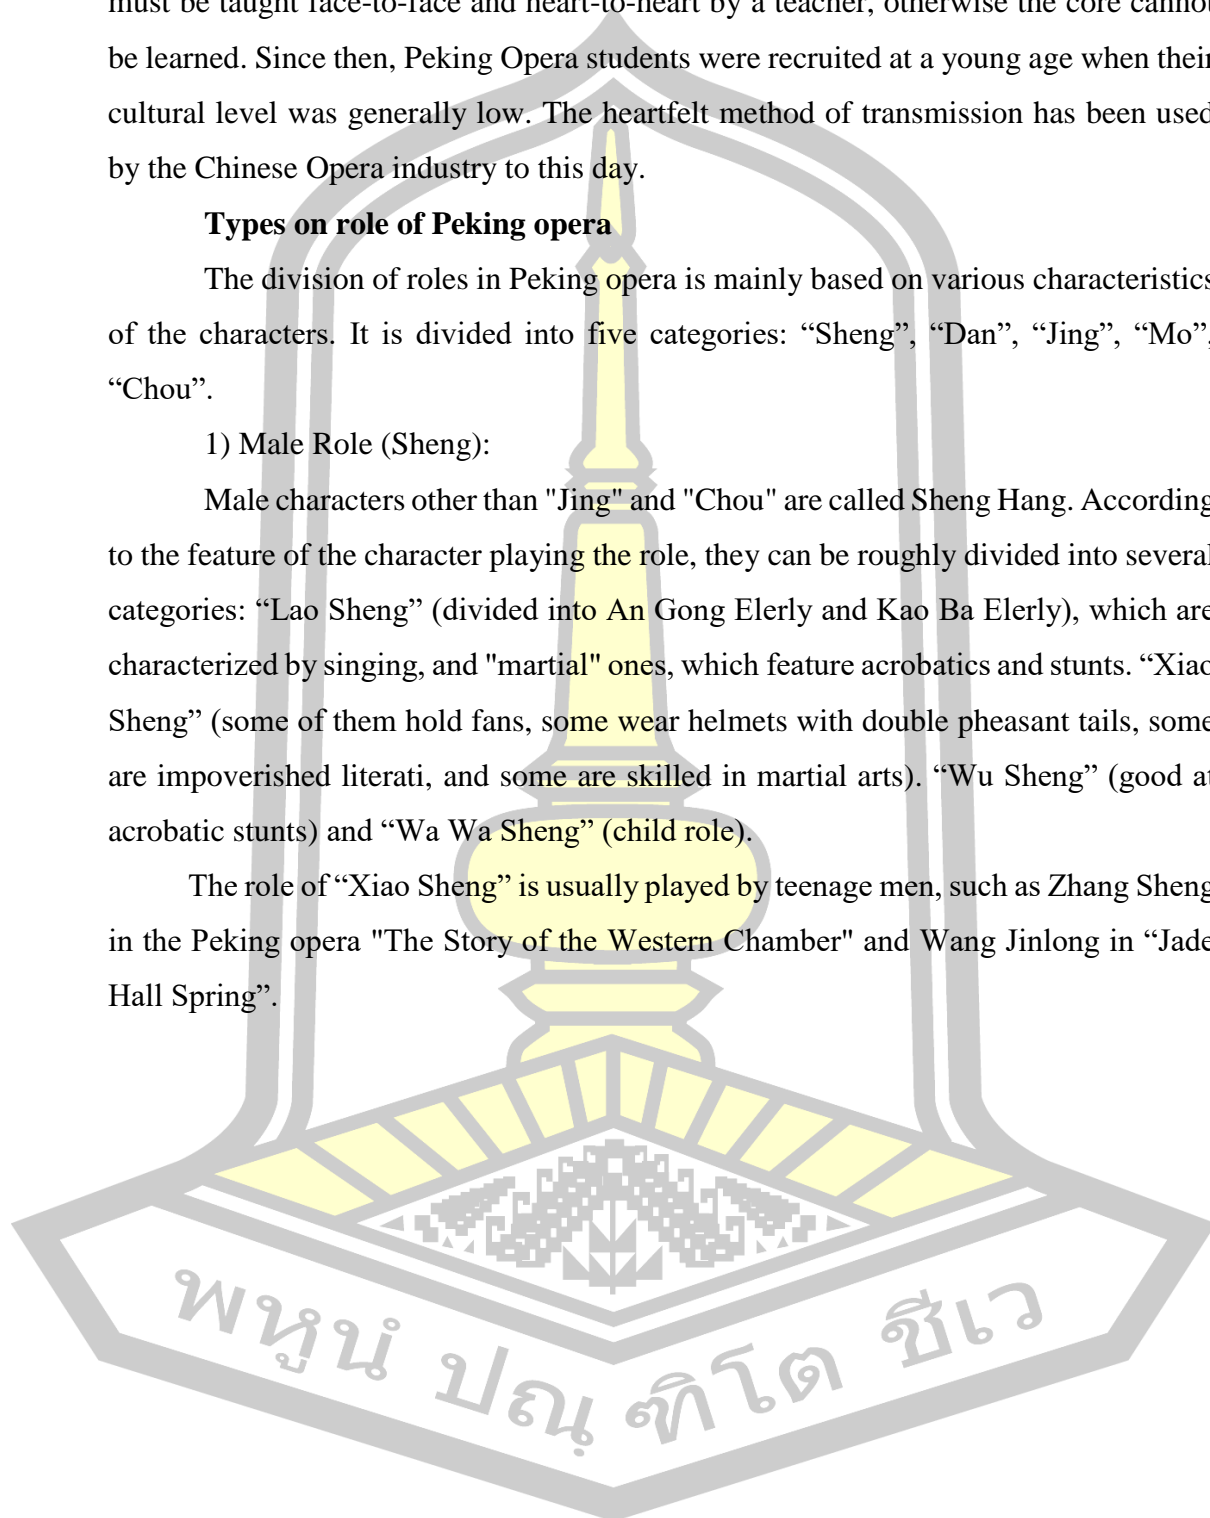 must be taught face-to-face and heart-to-heart by a teacher, otherwise the core cannot
be learned. Since then, Peking Opera students were recruited at a young age when their
cultural level was generally low. The heartfelt method of transmission has been used
by the Chinese Opera industry to this day.
Types on role of Peking opera
The division of roles in Peking opera is mainly based on various characteristics
of the characters. It is divided into five categories: “Sheng”, “Dan”, “Jing”, “Mo”,
“Chou”.
1) Male Role (Sheng):
Male characters other than "Jing" and "Chou" are called Sheng Hang. According
to the feature of the character playing the role, they can be roughly divided into several
categories: “Lao Sheng” (divided into An Gong Elerly and Kao Ba Elerly), which are
characterized by singing, and "martial" ones, which feature acrobatics and stunts. “Xiao
Sheng” (some of them hold fans, some wear helmets with double pheasant tails, some
are impoverished literati, and some are skilled in martial arts). “Wu Sheng” (good at
acrobatic stunts) and “Wa Wa Sheng” (child role).
The role of “Xiao Sheng” is usually played by teenage men, such as Zhang Sheng
in the Peking opera "The Story of the Western Chamber" and Wang Jinlong in “Jade
Hall Spring”.
พหูนํ ปณฺฑิโต ชีเว